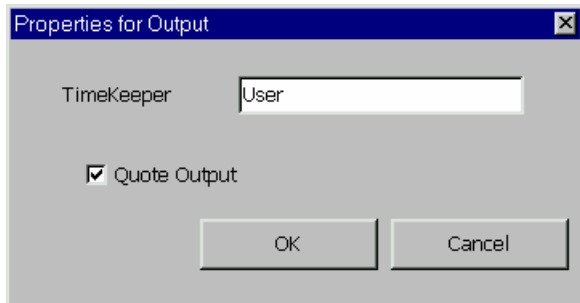 Properties for Output
TimeKeeper User
Quote Output
OK Cancel